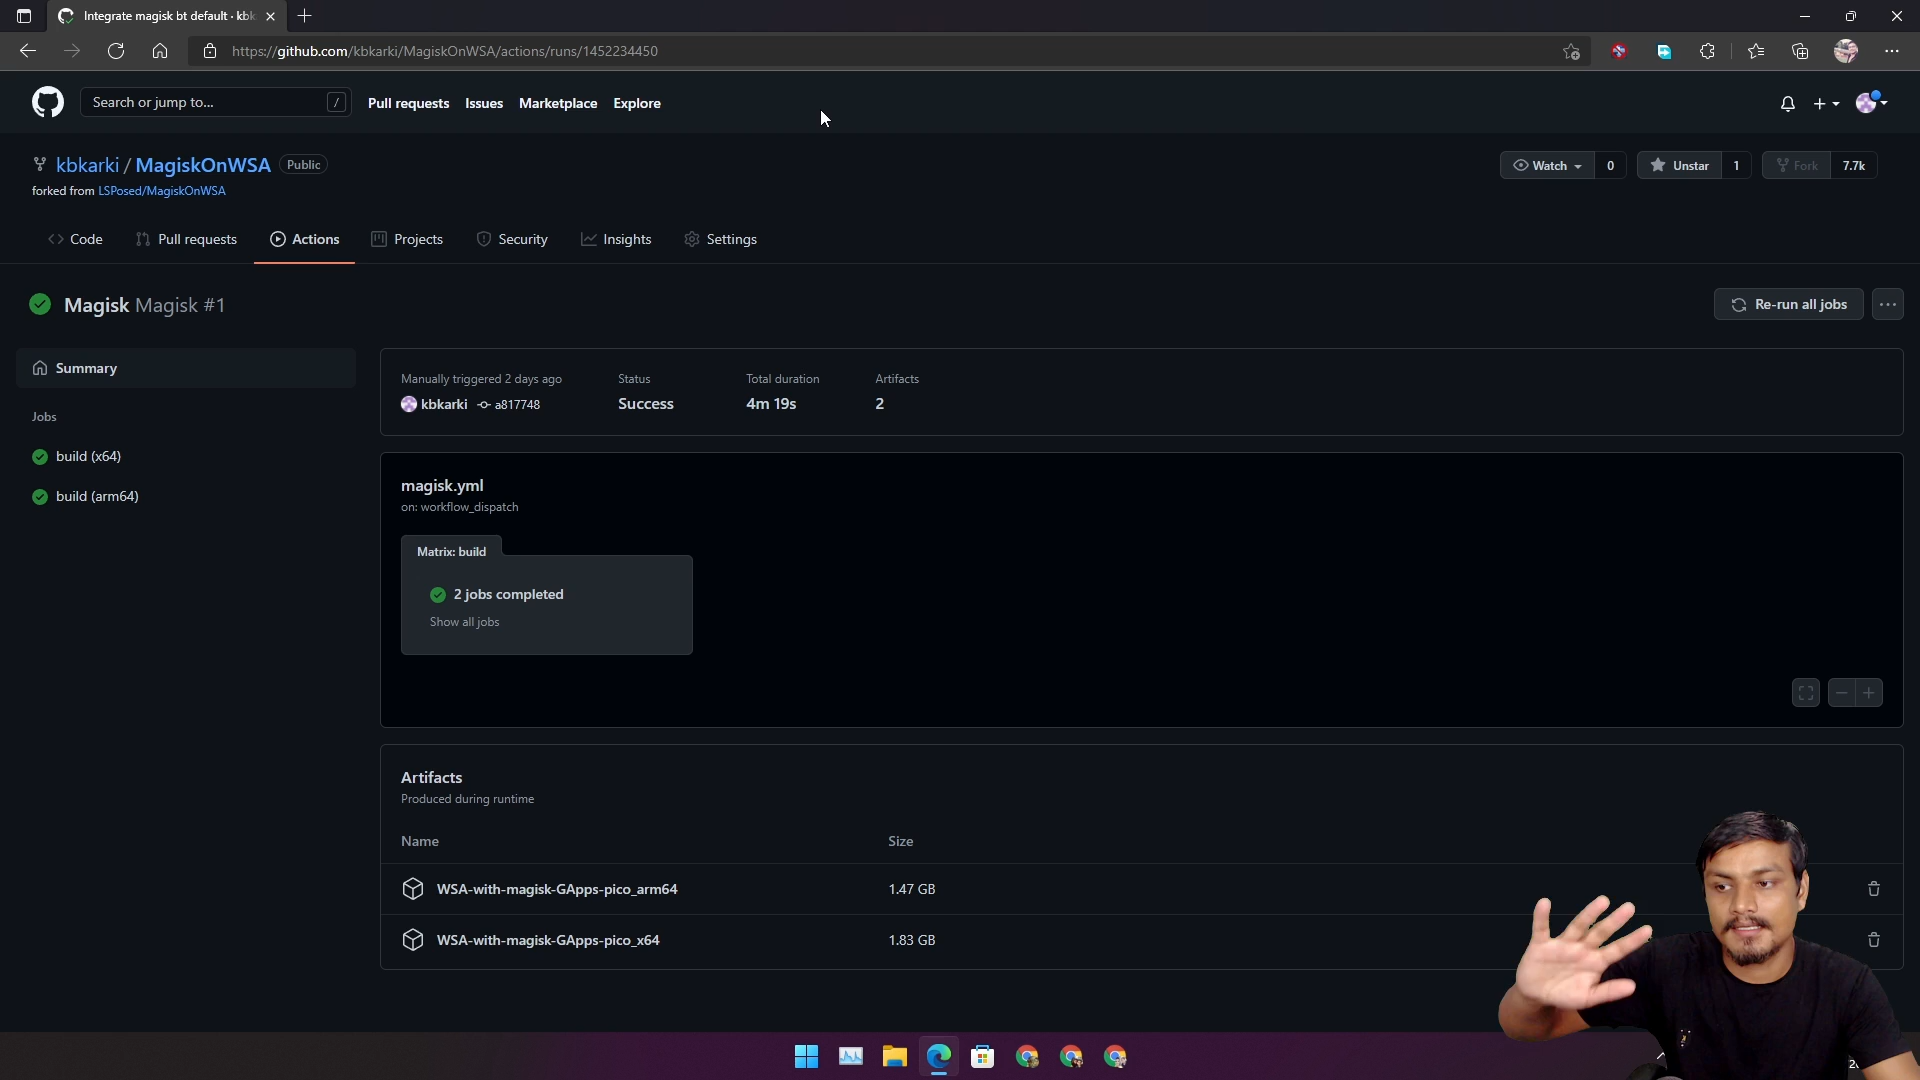 Integrate magisk bt default · kbk
https://github.com/kbkarki/MagiskOnWSA/actions/runs/1452234450
Search or jump to... / Pull requests Issues Marketplace Explore
kbkarki / MagiskOnWSA Public
Watch 0 Unstar 1 Fork 7.7k
forked from LSPosed/MagiskOnWSA
Code Pull requests Actions Projects Security Insights Settings
Magisk Magisk #1
Re-run all jobs
Summary
Jobs
build (x64)
build (arm64)
Manually triggered 2 days ago Status Total duration Artifacts
kbkarki a817748 Success 4m 19s 2
magisk.yml
on: workflow_dispatch
Matrix: build
2 jobs completed
Show all jobs
Artifacts
Produced during runtime
Name Size
WSA-with-magisk-GApps-pico_arm64 1.47 GB
WSA-with-magisk-GApps-pico_x64 1.83 GB